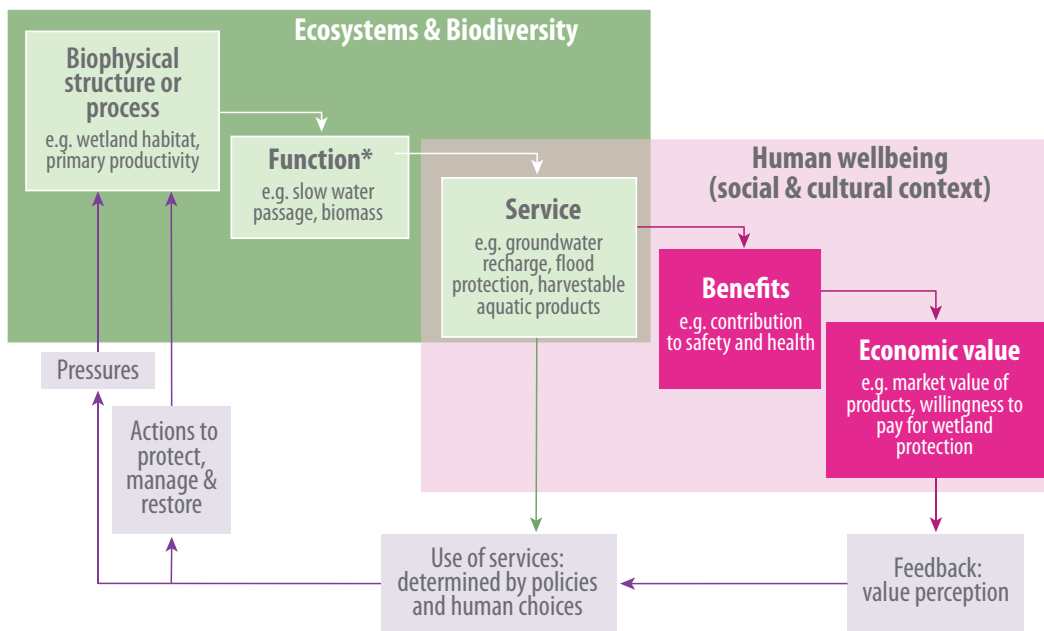 Ecosystems & Biodiversity
Biophysical
structure or
process
e.g. wetland habitat,
primary productivity
Function*
e.g. slow water
passage, biomass
Human wellbeing
(social & cultural context)
Service
e.g. groundwater
recharge, flood
protection, harvestable
aquatic products
Benefits
e.g. contribution
to safety and health
Economic value
e.g. market value of
products, willingness to
pay for wetland
protection
Pressures
Actions to
protect,
manage &
restore
Use of services:
determined by policies
and human choices
Feedback:
value perception